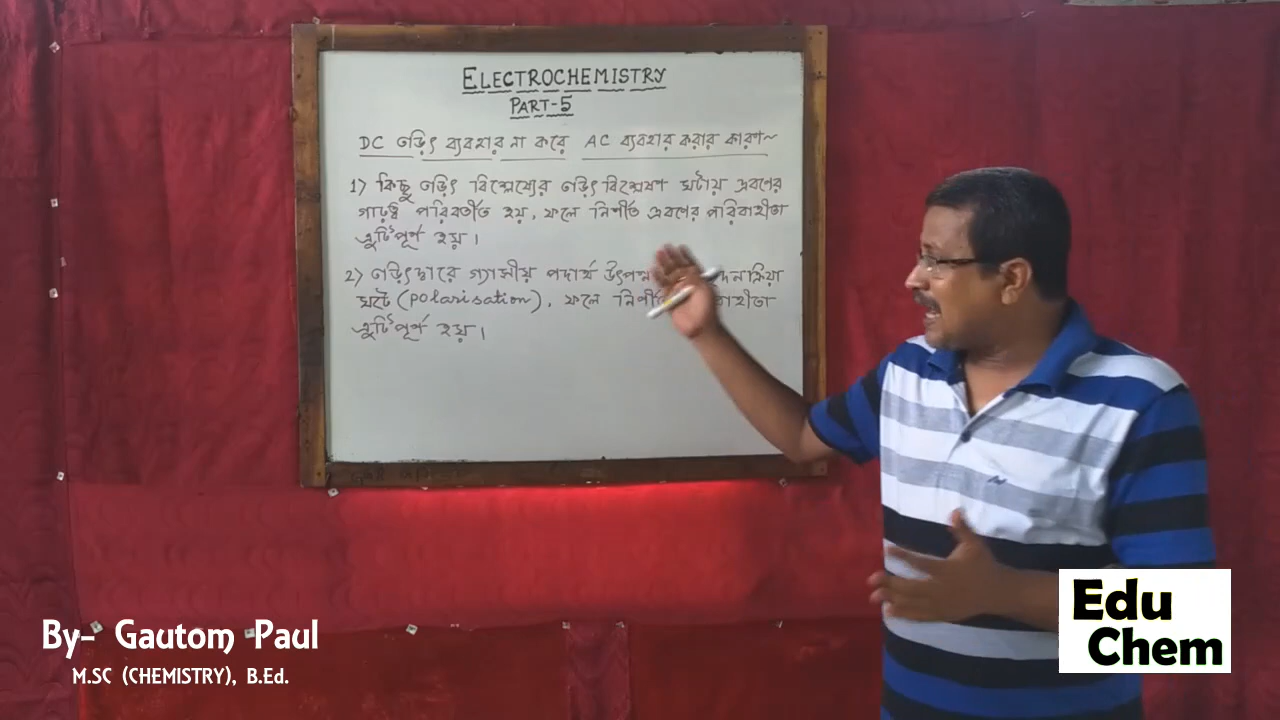 ELECTROCHEMISTRY
PART-5
DC তড়িৎ ব্যবহার না করে AC ব্যবহার করার কারণ~
1) কিছু তড়িৎ বিশ্লেষ্যের তড়িৎ বিশ্লেষণ ঘটায় দ্রবণের
গাঢ়ত্ব পরিবর্তীত হয়, ফলে নির্ণীত দ্রবণের পরিবাহীতা
ত্রুটিপূর্ণ হয়।
2) তড়িৎদ্বারে গ্যাসীয় পদার্থ উৎপন্ন
ঘটে (polarisation), ফলে
ত্রুটিপূর্ণ হয়।
By- Gautom Paul
M.SC (CHEMISTRY), B.Ed.
Edu
Chem